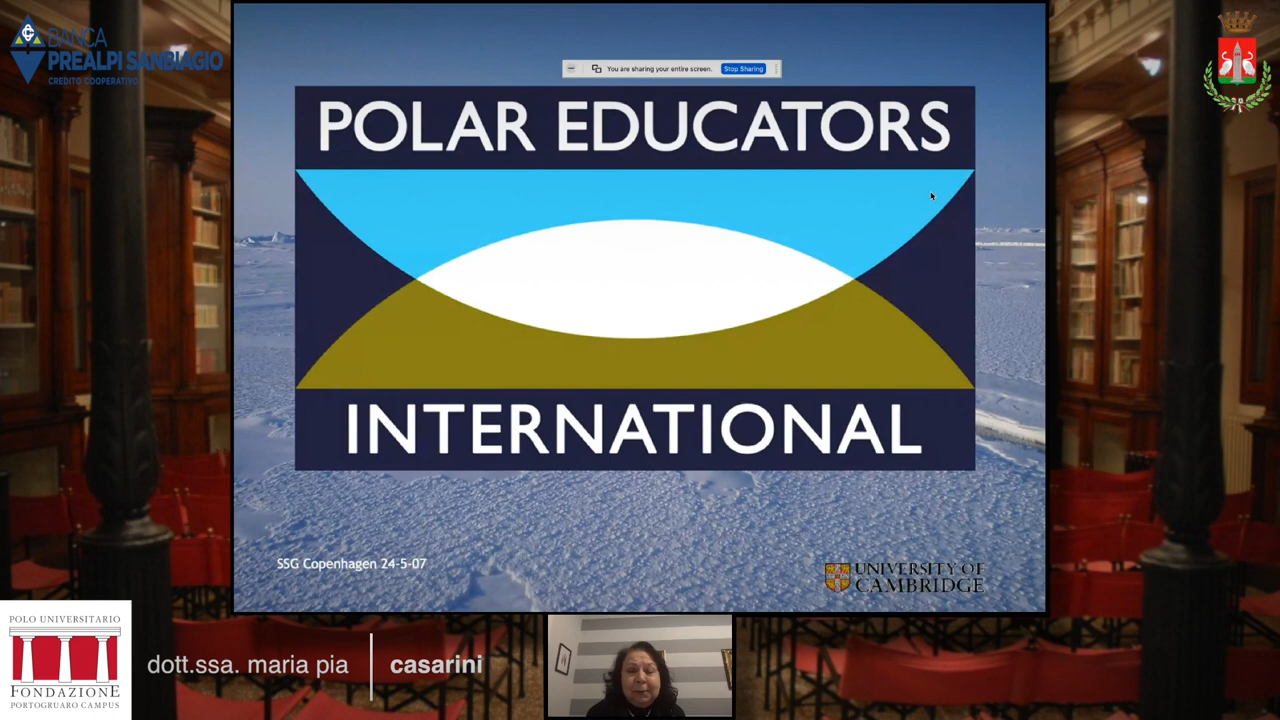 BANCA
PREALPI SANBIAGIO
CREDITO COOPERATIVO
You are sharing your entire screen.
Stop Sharing
POLAR EDUCATORS
INTERNATIONAL
SSG Copenhagen 24-5-07
UNIVERSITY OF
CAMBRIDGE
POLO UNIVERSITARIO
FONDAZIONE
PORTOGRUARO CAMPUS
dott.ssa. maria pia
casarini